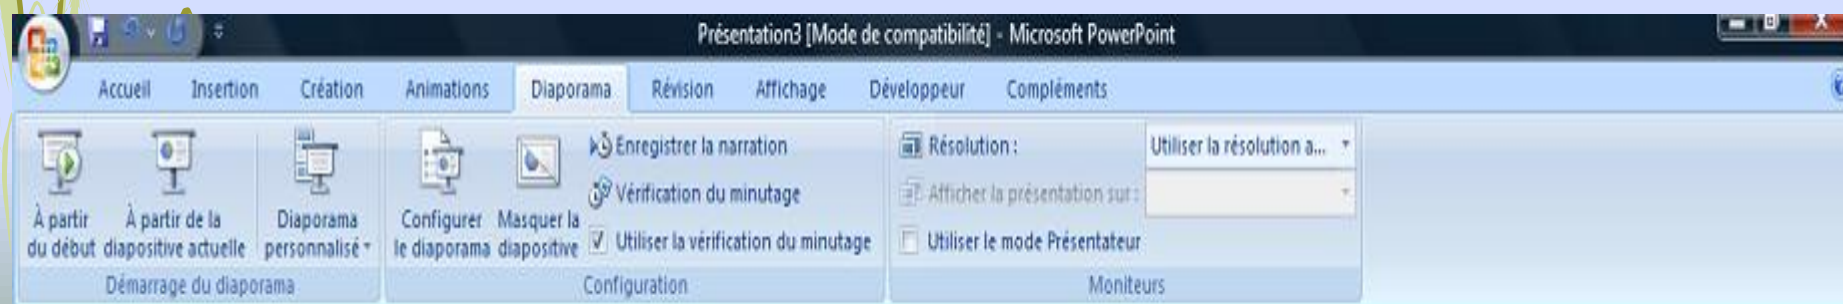 Présentation3 [Mode de compatibilité] - Microsoft PowerPoint
Accueil Insertion Création Animations Diaporama Révision Affichage Développeur Compléments
À partir du début
À partir de la diapositive actuelle
Diaporama personnalisé
Démarrage du diaporama
Configurer le diaporama
Masquer la diapositive
Enregistrer la narration
Vérification du minutage
Utiliser la vérification du minutage
Configuration
Résolution : Utiliser la résolution a...
Afficher la présentation sur :
Utiliser le mode Présentateur
Moniteurs